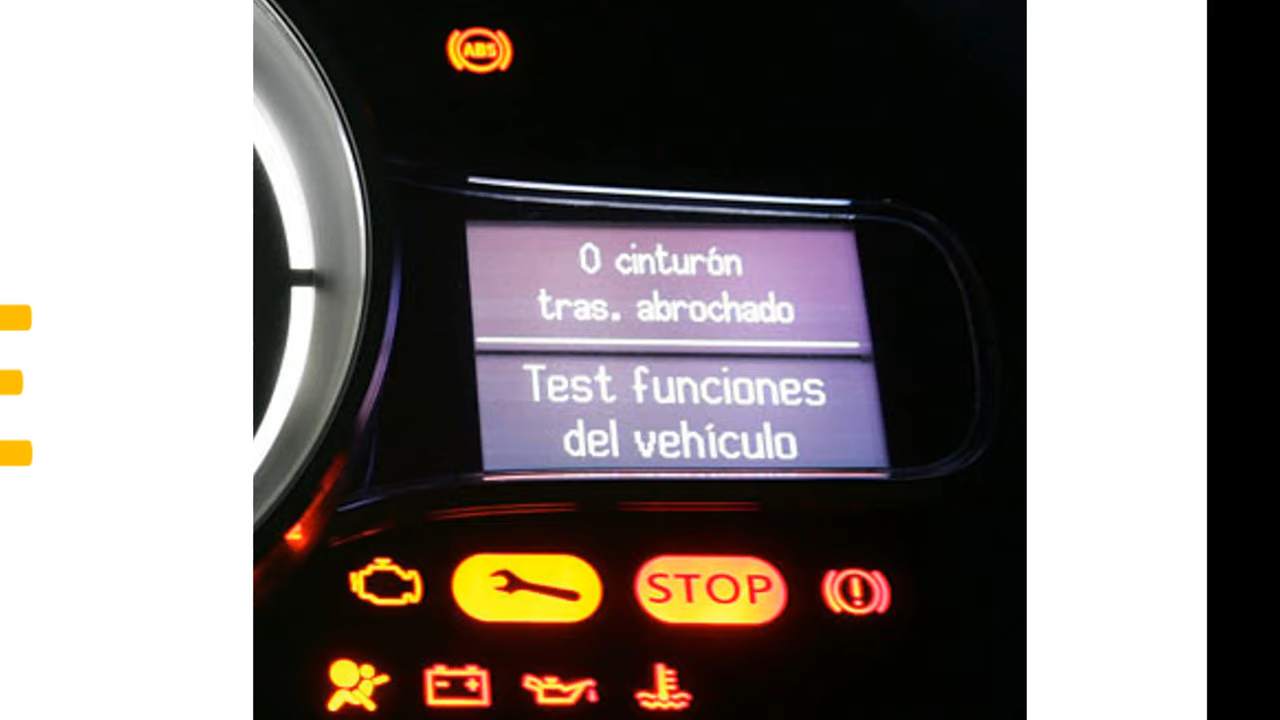 ABS
0 cinturón
tras. abrochado
Test funciones
del vehículo
STOP